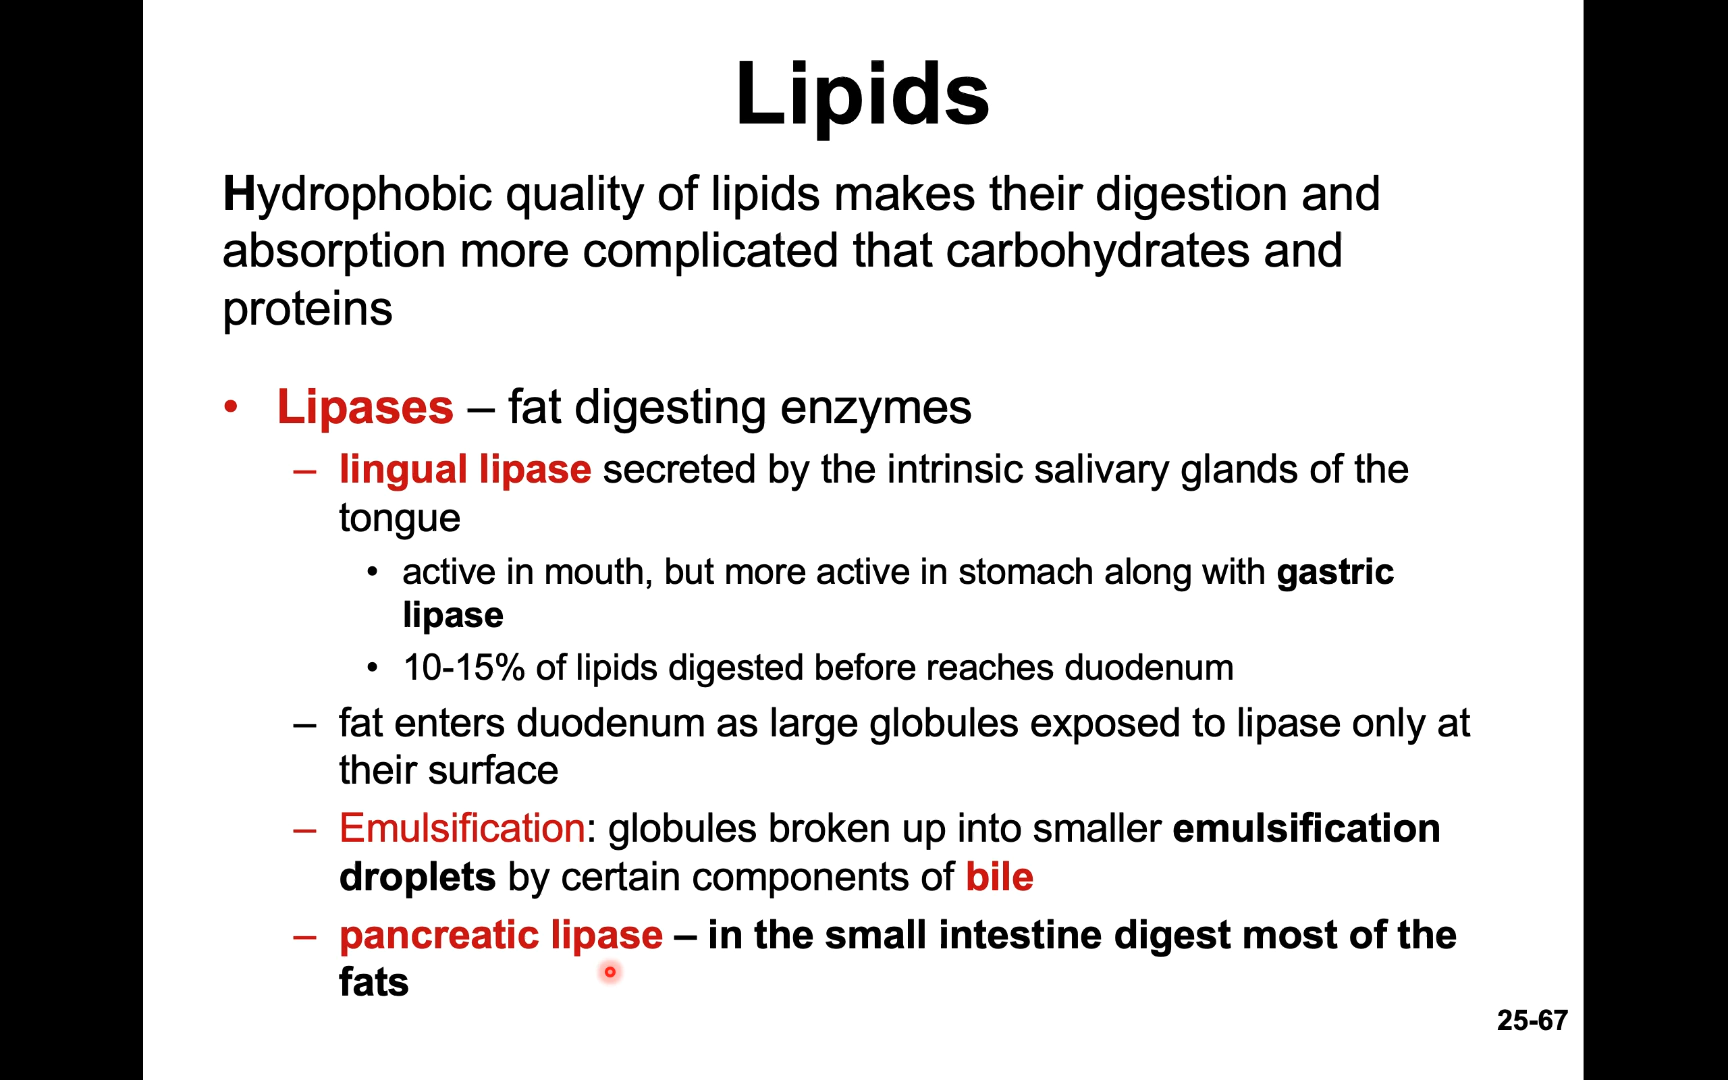 Lipids
Hydrophobic quality of lipids makes their digestion and
absorption more complicated that carbohydrates and
proteins
• Lipases – fat digesting enzymes
– lingual lipase secreted by the intrinsic salivary glands of the
tongue
• active in mouth, but more active in stomach along with gastric
lipase
• 10-15% of lipids digested before reaches duodenum
– fat enters duodenum as large globules exposed to lipase only at
their surface
– Emulsification: globules broken up into smaller emulsification
droplets by certain components of bile
– pancreatic lipase – in the small intestine digest most of the
fats
25-67